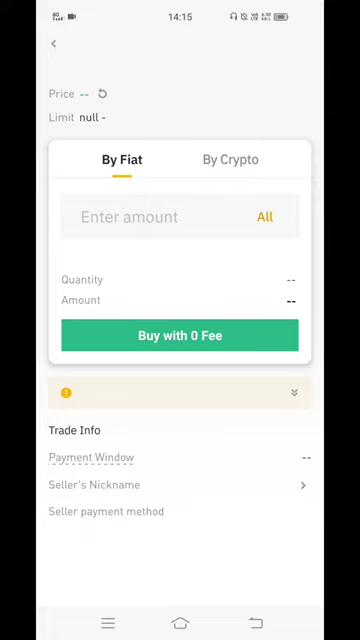 14:15
Price -- 
Limit null -
By Fiat By Crypto
Enter amount All
Quantity --
Amount --
Buy with 0 Fee
Trade Info
Payment Window --
Seller's Nickname
Seller payment method